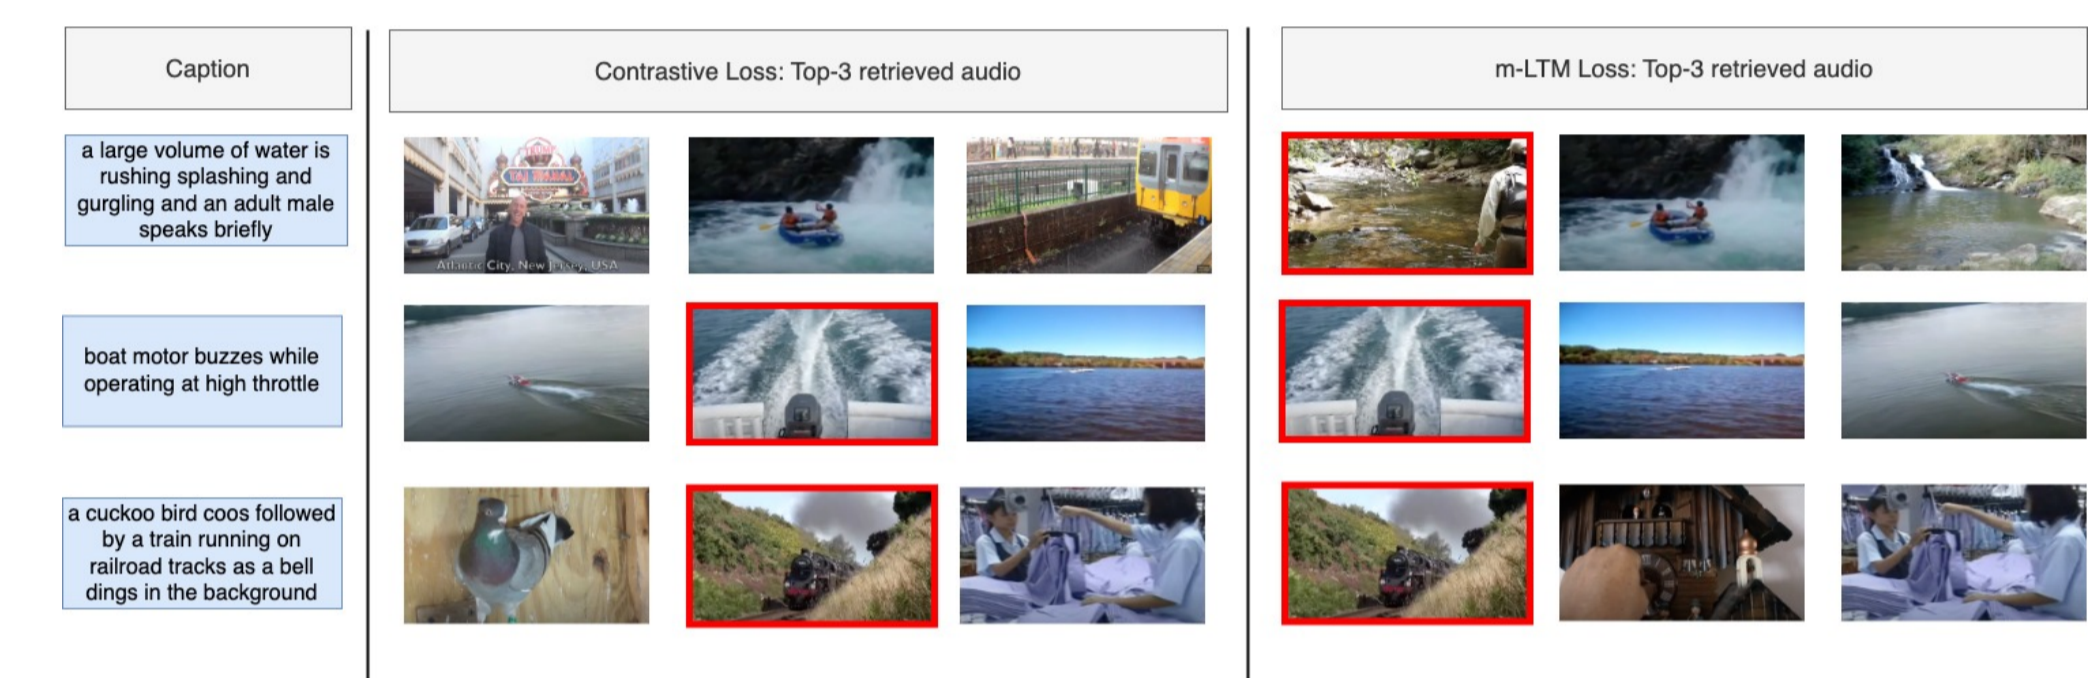 Caption
Contrastive Loss: Top-3 retrieved audio
m-LTM Loss: Top-3 retrieved audio
a large volume of water is
rushing splashing and
gurgling and an adult male
speaks briefly
TAJ MAHAL
Atlantic City, New Jersey, USA
boat motor buzzes while
operating at high throttle
a cuckoo bird coos followed
by a train running on
railroad tracks as a bell
dings in the background